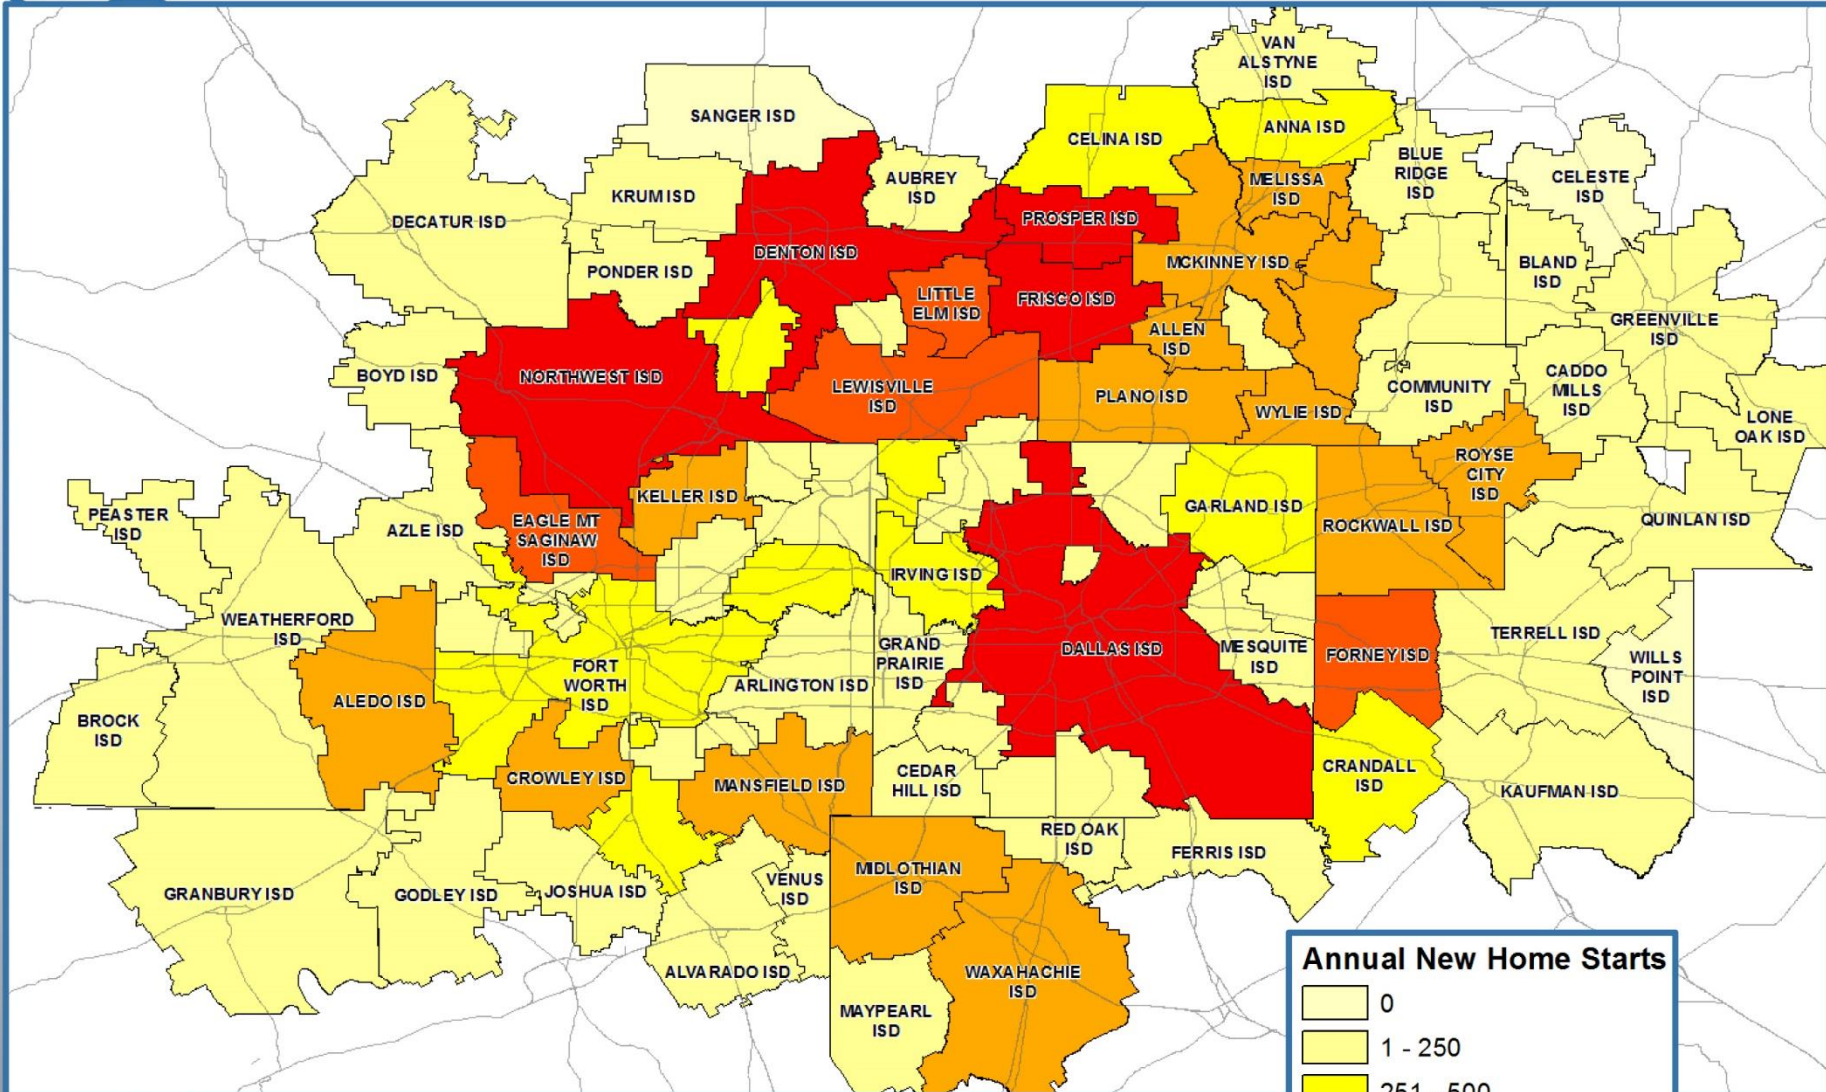 VAN
ALSTYNE
ISD
SANGER ISD
CELINA ISD
ANNA ISD
AUBREY
ISD
KRUM ISD
BLUE
RIDGE
ISD
MELISSA
ISD
CELESTE
ISD
DECATUR ISD
PROSPER ISD
DENTON ISD
PONDER ISD
MCKINNEY ISD
BLAND
ISD
LITTLE
ELM ISD
FRISCO ISD
GREENVILLE
ISD
ALLEN
ISD
BOYD ISD
NORTHWEST ISD
LEWISVILLE
ISD
PLANO ISD
WYLIE ISD
COMMUNITY
ISD
CADDO
MILLS
ISD
LONE
OAK ISD
ROYSE
CITY
ISD
KELLER ISD
GARLAND ISD
ROCKWALL ISD
QUINLAN ISD
PEASTER
ISD
AZLE ISD
EAGLE MT
SAGINAW
ISD
IRVING ISD
WEATHERFORD
ISD
TERRELL ISD
GRAND
PRAIRIE
ISD
DALLAS ISD
MESQUITE
ISD
FORNEY ISD
WILLS
POINT
ISD
FORT
WORTH
ISD
ARLINGTON ISD
ALEDO ISD
BROCK
ISD
CROWLEY ISD
MANSFIELD ISD
CEDAR
HILL ISD
CRANDALL
ISD
KAUFMAN ISD
RED OAK
ISD
FERRIS ISD
MIDLOTHIAN
ISD
GRANBURY ISD
GODLEY ISD
JOSHUA ISD
VENUS
ISD
ALVARADO ISD
WAXAHACHIE
ISD
MAYPEARL
ISD
Annual New Home Starts
0
1 - 250
251 - 500